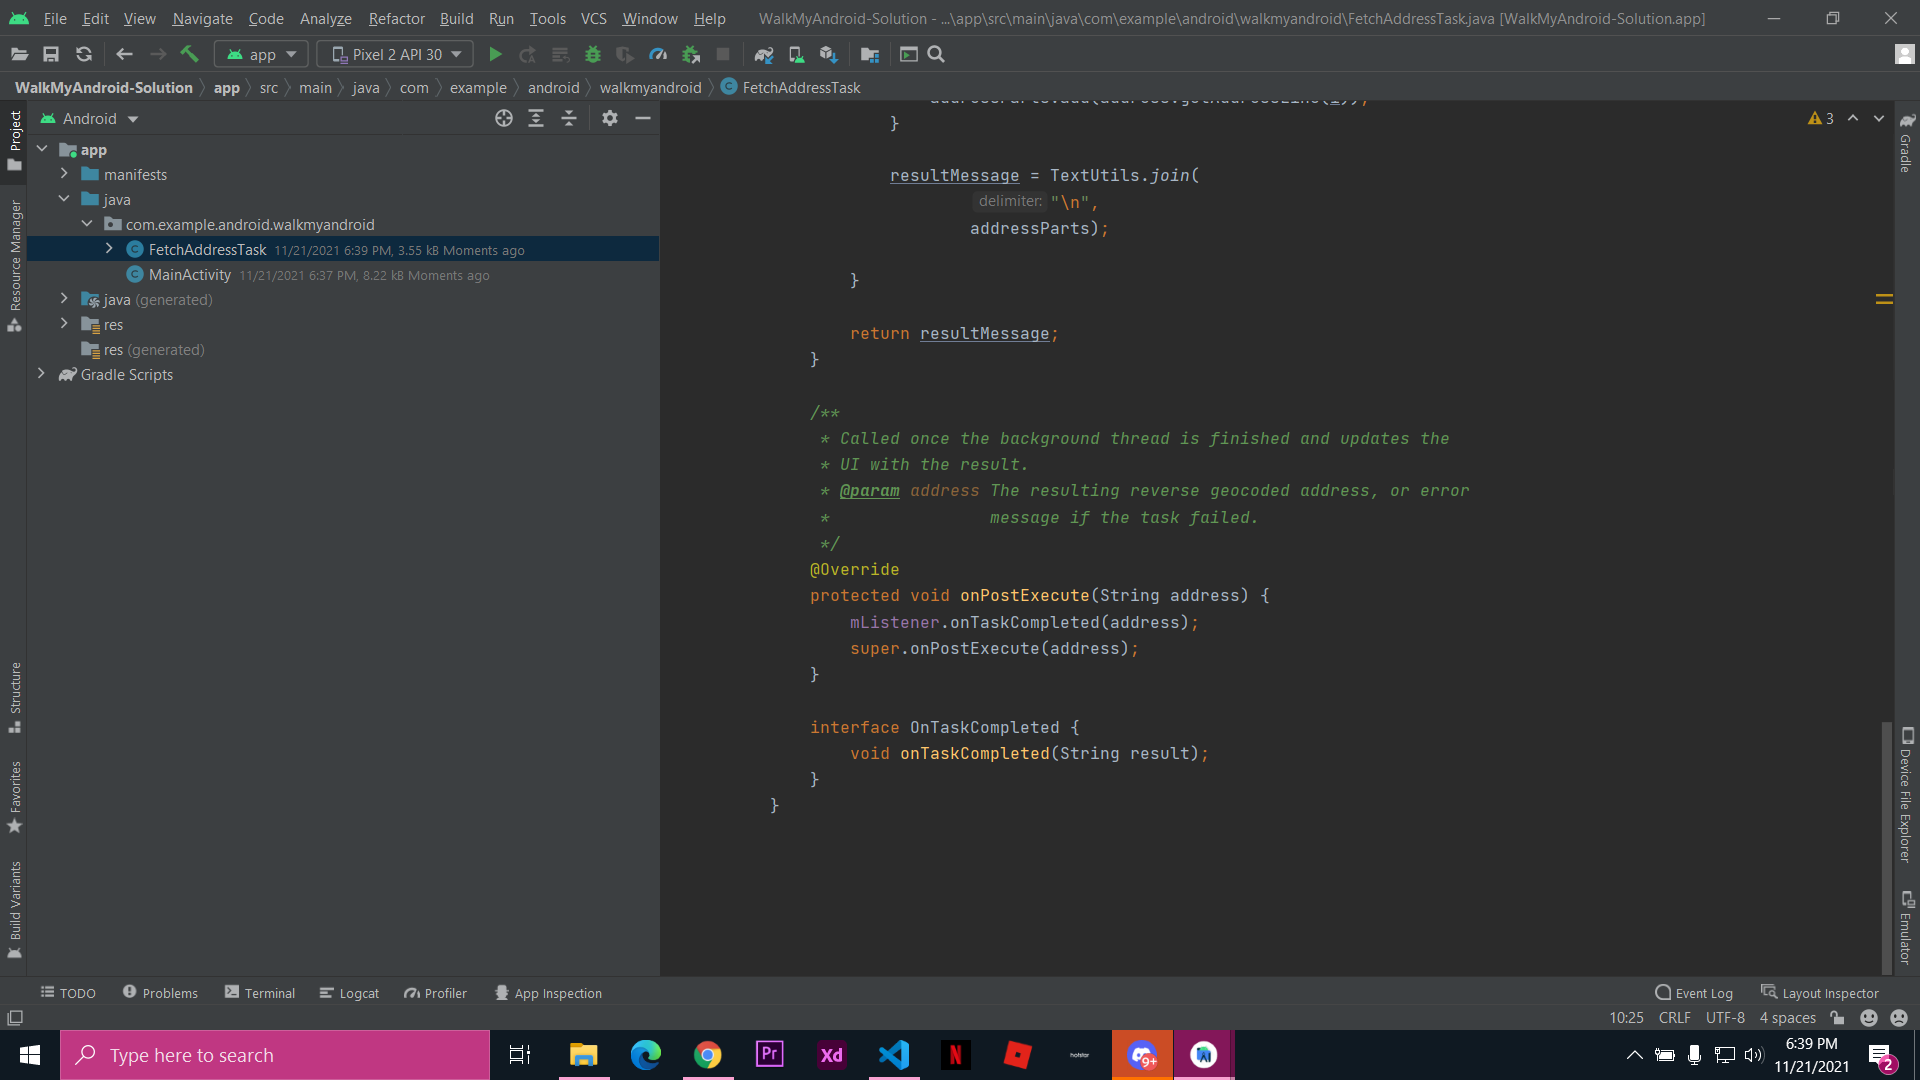 File Edit View Navigate Code Analyze Refactor Build Run Tools VCS Window Help WalkMyAndroid-Solution - ...\app\src\main\java\com\example\android\walkmyandroid\FetchAddressTask.java [WalkMyAndroid-Solution.app]
app Pixel 2 API 30
WalkMyAndroid-Solution app src main java com example android walkmyandroid FetchAddressTask
Project
Resource Manager
Structure
Favorites
Build Variants
Android
app
manifests
java
com.example.android.walkmyandroid
FetchAddressTask 11/21/2021 6:39 PM, 3.55 kB Moments ago
MainActivity 11/21/2021 6:37 PM, 8.22 kB Moments ago
java (generated)
res
res (generated)
Gradle Scripts
3
}
resultMessage = TextUtils.join(
delimiter: "\n",
addressParts);
}
return resultMessage;
}
/**
* Called once the background thread is finished and updates the
* UI with the result.
* @param address The resulting reverse geocoded address, or error
* message if the task failed.
*/
@Override
protected void onPostExecute(String address) {
mListener.onTaskCompleted(address);
super.onPostExecute(address);
}
interface OnTaskCompleted {
void onTaskCompleted(String result);
}
}
Gradle
Device File Explorer
Emulator
TODO Problems Terminal Logcat Profiler App Inspection Event Log Layout Inspector
10:25 CRLF UTF-8 4 spaces
Type here to search
Pr
Xd
N
hotstar
9+
6:39 PM
11/21/2021
2